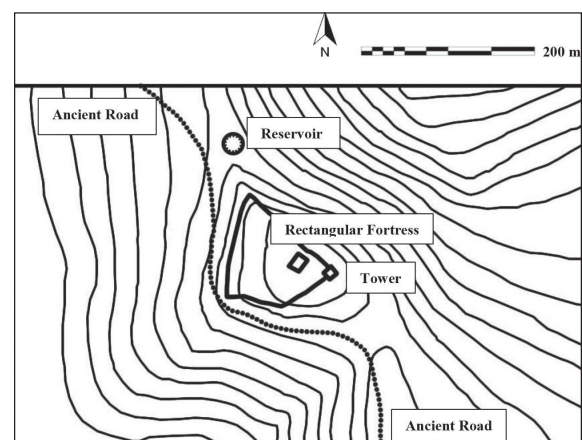 N
200 m
Ancient Road
Reservoir
Rectangular Fortress
Tower
Ancient Road